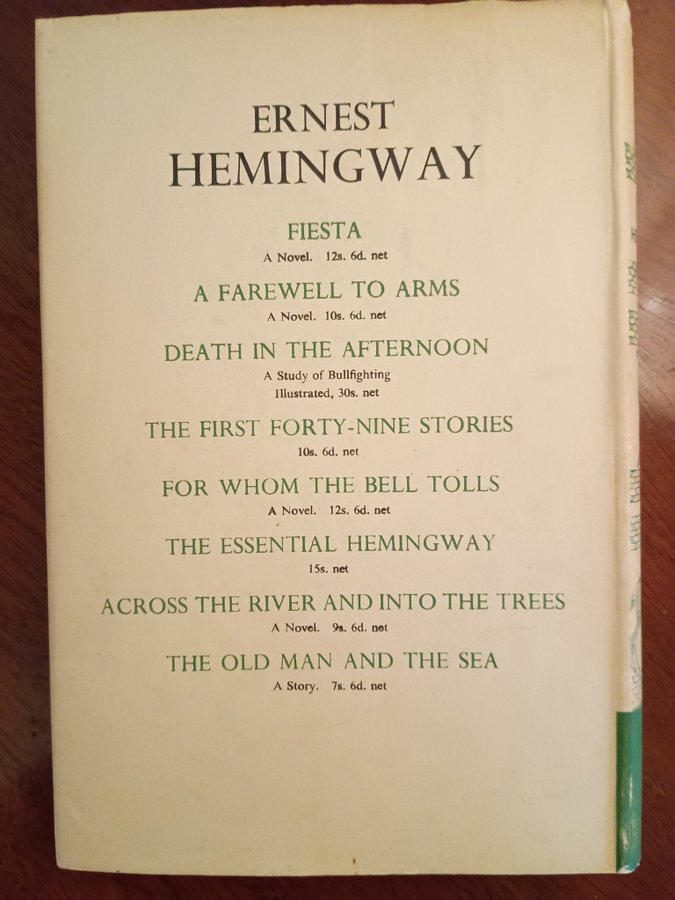 ERNEST
HEMINGWAY
FIESTA
A Novel. 12s. 6d. net
A FAREWELL TO ARMS
A Novel. 10s. 6d. net
DEATH IN THE AFTERNOON
A Study of Bullfighting
Illustrated, 30s. net
THE FIRST FORTY-NINE STORIES
10s. 6d. net
FOR WHOM THE BELL TOLLS
A Novel. 12s. 6d. net
THE ESSENTIAL HEMINGWAY
15s. net
ACROSS THE RIVER AND INTO THE TREES
A Novel. 9s. 6d. net
THE OLD MAN AND THE SEA
A Story. 7s. 6d. net